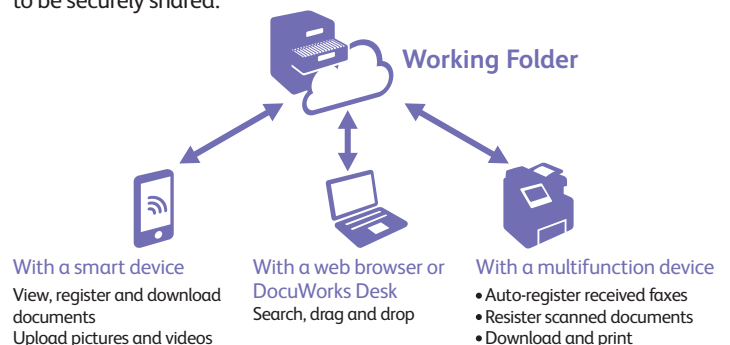 to be securely shared.
Working Folder
With a smart device
View, register and download
documents
Upload pictures and videos
With a web browser or
DocuWorks Desk
Search, drag and drop
With a multifunction device
• Auto-register received faxes
• Resister scanned documents
• Download and print